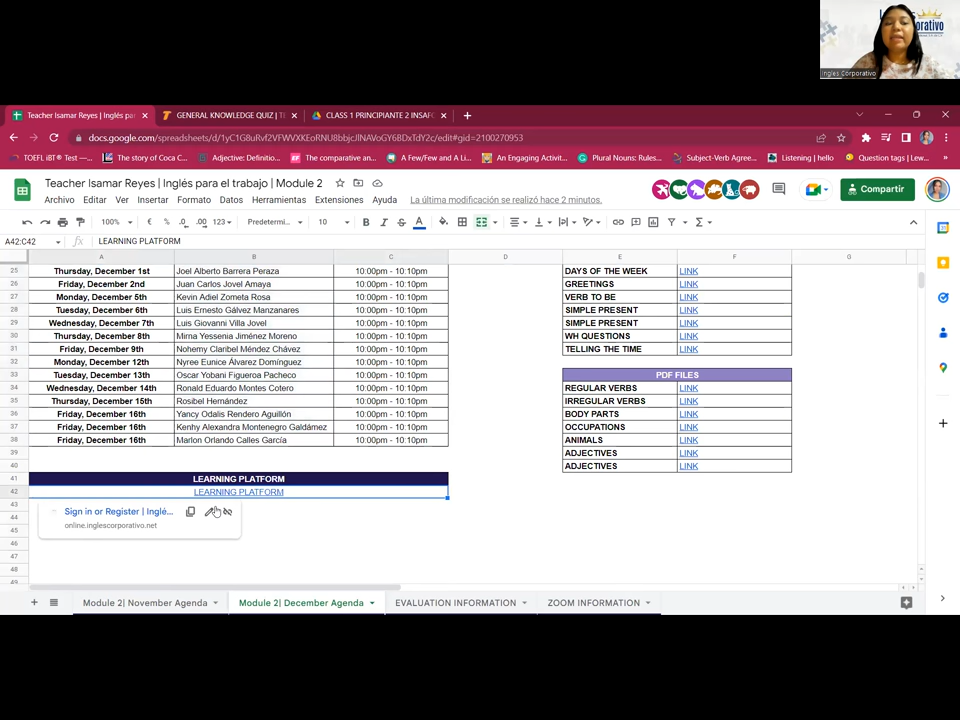 orativo
Ingles Corporativo
Teacher Isamar Reyes | Inglés pa
GENERAL KNOWLEDGE QUIZ | Ti
CLASS 1 PRINCIPIANTE 2 INSAFO
docs.google.com/spreadsheets/d/1yC1G8uRvf2VFWVXKEoRNU8bbjcJlNAVoGY6BDxTdY2c/edit#gid=2100270953
TOEFL iBT® Test —...
The story of Coca C...
Adjective: Definitio...
The comparative an...
A Few/Few and A Li...
An Engaging Activit...
Plural Nouns: Rules...
Subject-Verb Agree...
Listening | hello
Question tags | Lew...
»
Teacher Isamar Reyes | Inglés para el trabajo | Module 2
Archivo Editar Ver Insertar Formato Datos Herramientas Extensiones Ayuda La última modificación se realizó hace 2 minutos.
Compartir
100% € % .0 .00 123 Predetermi... 10 B I S A
A42:C42 fx LEARNING PLATFORM
A B C D E F G
25 Thursday, December 1st Joel Alberto Barrera Peraza 10:00pm - 10:10pm DAYS OF THE WEEK LINK
26 Friday, December 2nd Juan Carlos Jovel Amaya 10:00pm - 10:10pm GREETINGS LINK
27 Monday, December 5th Kevin Adiel Zometa Rosa 10:00pm - 10:10pm VERB TO BE LINK
28 Tuesday, December 6th Luis Ernesto Gálvez Manzanares 10:00pm - 10:10pm SIMPLE PRESENT LINK
29 Wednesday, December 7th Luis Giovanni Villa Jovel 10:00pm - 10:10pm SIMPLE PRESENT LINK
30 Thursday, December 8th Mirna Yessenia Jiménez Moreno 10:00pm - 10:10pm WH QUESTIONS LINK
31 Friday, December 9th Nohemy Claribel Méndez Chávez 10:00pm - 10:10pm TELLING THE TIME LINK
32 Monday, December 12th Nyree Eunice Álvarez Domínguez 10:00pm - 10:10pm
33 Tuesday, December 13th Oscar Yobani Figueroa Pacheco 10:00pm - 10:10pm PDF FILES
34 Wednesday, December 14th Ronald Eduardo Montes Cotero 10:00pm - 10:10pm REGULAR VERBS LINK
35 Thursday, December 15th Rosibel Hernández 10:00pm - 10:10pm IRREGULAR VERBS LINK
36 Friday, December 16th Yancy Odalis Rendero Aguillón 10:00pm - 10:10pm BODY PARTS LINK
37 Friday, December 16th Kenhy Alexandra Montenegro Galdámez 10:00pm - 10:10pm OCCUPATIONS LINK
38 Friday, December 16th Marlon Orlando Calles García 10:00pm - 10:10pm ANIMALS LINK
39 ADJECTIVES LINK
40 ADJECTIVES LINK
41 LEARNING PLATFORM
42 LEARNING PLATFORM
43
44 Sign in or Register | Inglé...
45 online.inglescorporativo.net
46
47
48
49
Module 2| November Agenda
Module 2| December Agenda
EVALUATION INFORMATION
ZOOM INFORMATION